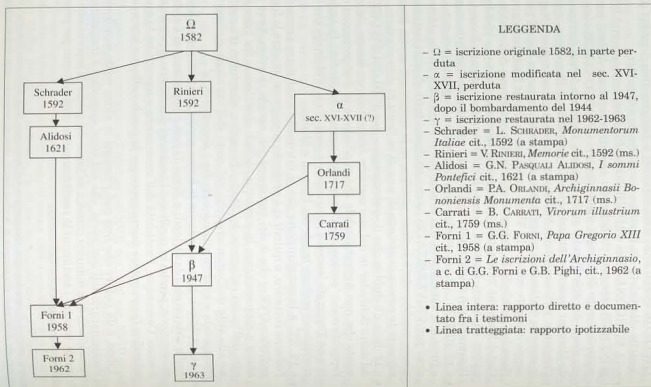 Ω
1582
Schrader
1592
Rinieri
1592
α
sec. XVI-XVII (?)
Alidosi
1621
Orlandi
1717
Carrati
1759
β
1947
Forni 1
1958
Forni 2
1962
γ
1963
LEGGENDA
– Ω = iscrizione originale 1582, in parte per-
duta
– α = iscrizione modificata nel sec. XVI-
XVII, perduta
– β = iscrizione restaurata intorno al 1947,
dopo il bombardamento del 1944
– γ = iscrizione restaurata nel 1962-1963
– Schrader = L. SCHRADER, Monumentorum
Italiae cit., 1592 (a stampa)
– Rinieri = V. RINIERI, Memorie cit., 1592 (ms.)
– Alidosi = G.N. PASQUALI ALIDOSI, I sommi
Pontefici cit., 1621 (a stampa)
– Orlandi = P.A. ORLANDI, Archiginnasii Bo-
noniensis Monumenta cit., 1717 (ms.)
– Carrati = B. CARRATI, Virorum illustrium
cit., 1759 (ms.)
– Forni 1 = G.G. FORNI, Papa Gregorio XIII
cit., 1958 (a stampa)
– Forni 2 = Le iscrizioni dell'Archiginnasio,
a c. di G.G. Forni e G.B. Pighi, cit., 1962 (a
stampa)
• Linea intera: rapporto diretto e documen-
tato fra i testimoni
• Linea tratteggiata: rapporto ipotizzabile